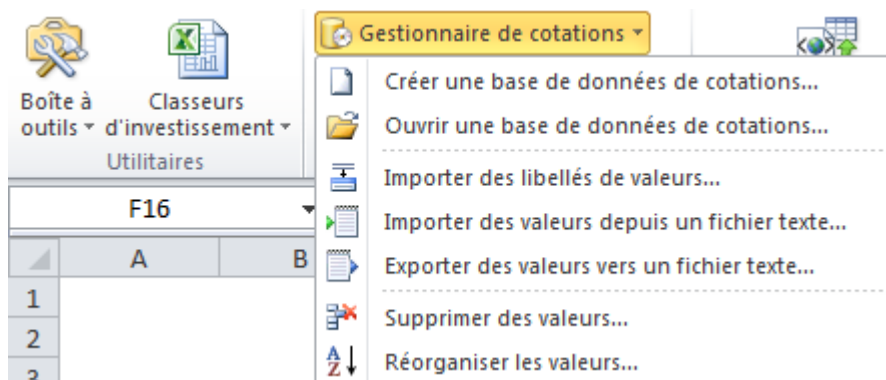 Gestionnaire de cotations
Boîte à
outils
Classeurs
d'investissement
Utilitaires
Créer une base de données de cotations...
Ouvrir une base de données de cotations...
Importer des libellés de valeurs...
Importer des valeurs depuis un fichier texte...
Exporter des valeurs vers un fichier texte...
Supprimer des valeurs...
Réorganiser les valeurs...
F16
A
B
1
2
3